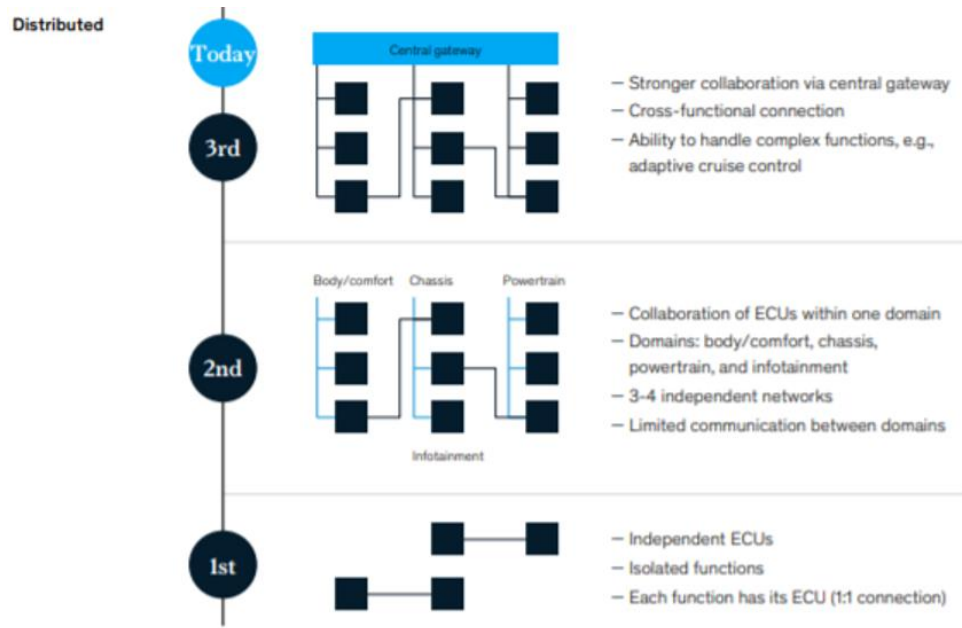 Distributed
Today
Central gateway
3rd
– Stronger collaboration via central gateway
– Cross-functional connection
– Ability to handle complex functions, e.g.,
adaptive cruise control
Body/comfort
Chassis
Powertrain
2nd
– Collaboration of ECUs within one domain
– Domains: body/comfort, chassis,
powertrain, and infotainment
– 3-4 independent networks
– Limited communication between domains
Infotainment
1st
– Independent ECUs
– Isolated functions
– Each function has its ECU (1:1 connection)